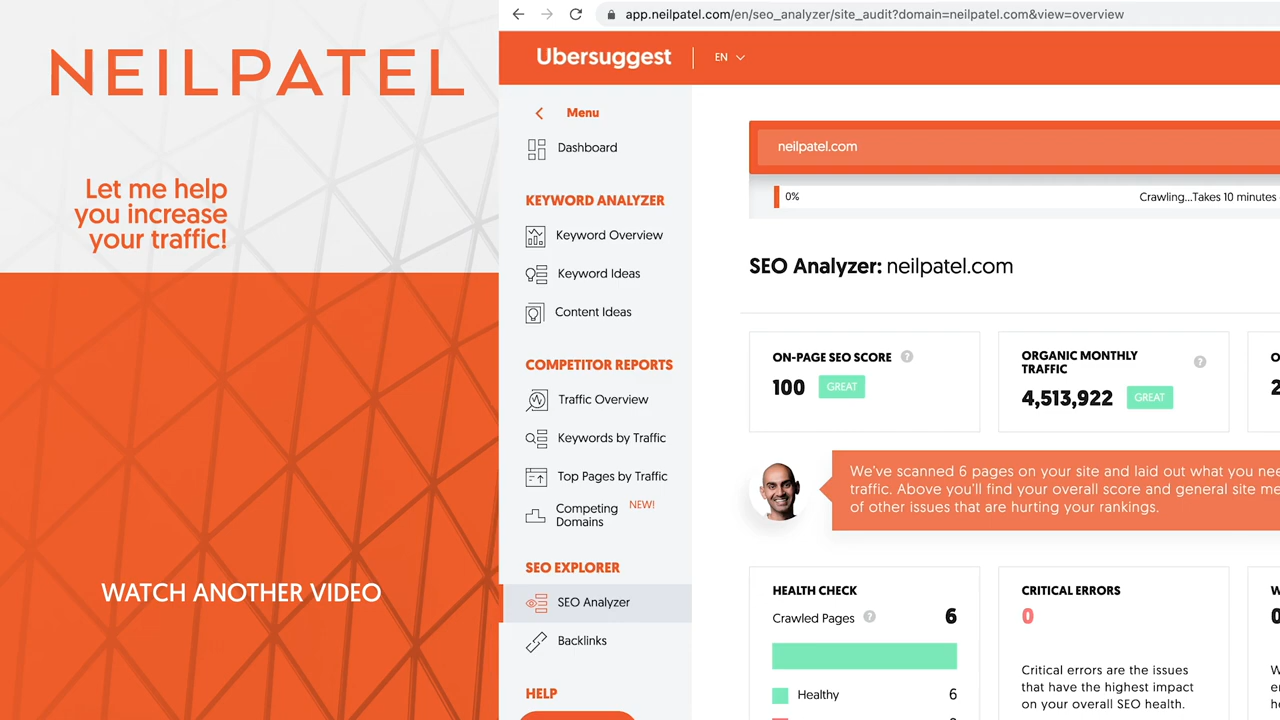 NEILPATEL
Let me help
you increase
your traffic!
WATCH ANOTHER VIDEO
app.neilpatel.com/en/seo_analyzer/site_audit?domain=neilpatel.com&view=overview
Ubersuggest
EN
Menu
Dashboard
KEYWORD ANALYZER
Keyword Overview
Keyword Ideas
Content Ideas
COMPETITOR REPORTS
Traffic Overview
Keywords by Traffic
Top Pages by Traffic
Competing NEW!
Domains
SEO EXPLORER
SEO Analyzer
Backlinks
HELP
neilpatel.com
0% Crawling...Takes 10 minutes
SEO Analyzer: neilpatel.com
ON-PAGE SEO SCORE ?
100 GREAT
ORGANIC MONTHLY ?
TRAFFIC
4,513,922 GREAT
We've scanned 6 pages on your site and laid out what you
traffic. Above you'll find your overall score and general site
of other issues that are hurting your rankings.
HEALTH CHECK
Crawled Pages ? 6
Healthy 6
CRITICAL ERRORS
0
Critical errors are the issues
that have the highest impact
on your overall SEO health.